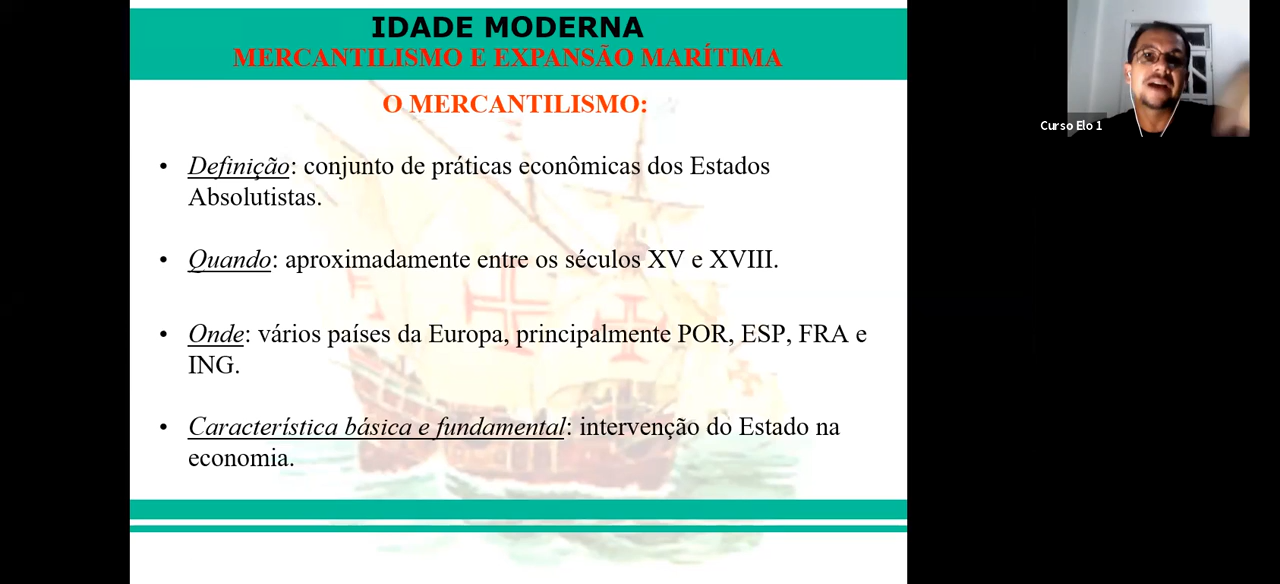 IDADE MODERNA
MERCANTILISMO E EXPANSÃO MARÍTIMA
O MERCANTILISMO:
• Definição: conjunto de práticas econômicas dos Estados
Absolutistas.
• Quando: aproximadamente entre os séculos XV e XVIII.
• Onde: vários países da Europa, principalmente POR, ESP, FRA e
ING.
• Característica básica e fundamental: intervenção do Estado na
economia.
Curso Elo 1